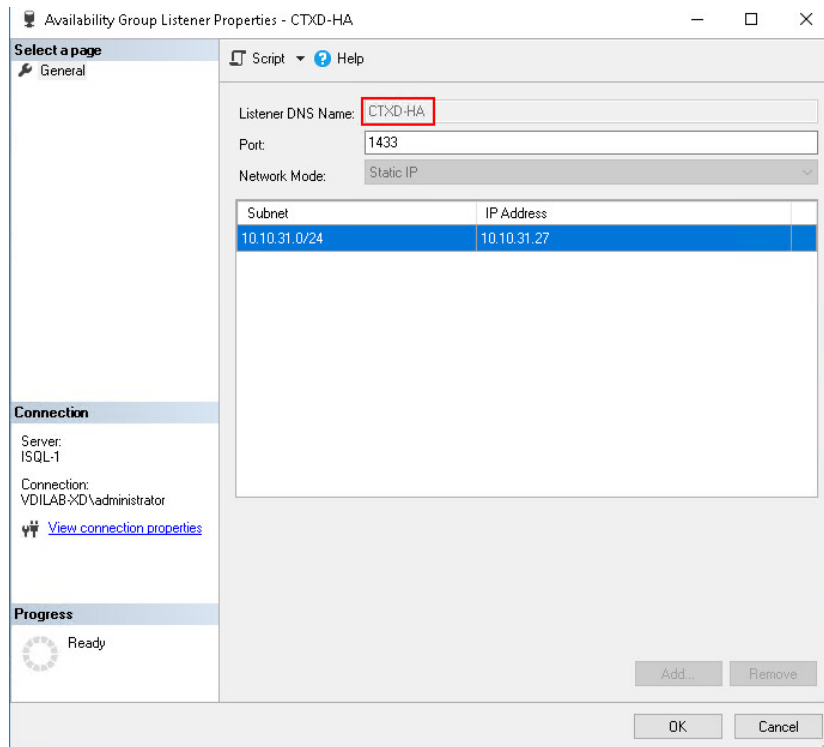 Availability Group Listener Properties - CTXD-HA
Select a page
General
Script Help
Listener DNS Name: CTXD-HA
Port: 1433
Network Mode: Static IP
Subnet IP Address
10.10.31.0/24 10.10.31.27
Connection
Server:
ISQL-1
Connection:
VDILAB-XD\administrator
View connection properties
Progress
Ready
Add... Remove
OK Cancel